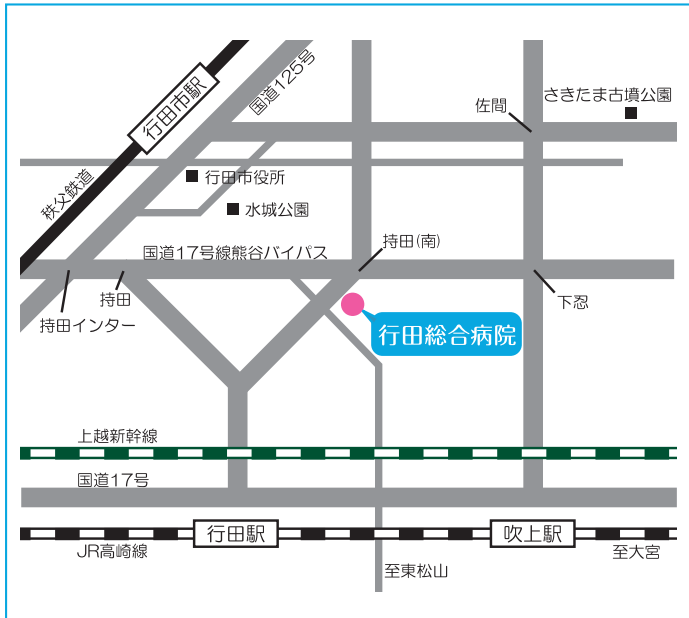 国道125号
行田市駅
さきたま古墳公園
佐間
秩父鉄道
行田市役所
水城公園
持田(南)
国道17号線熊谷バイパス
持田
下忍
持田インター
行田総合病院
上越新幹線
国道17号
行田駅
吹上駅
JR高崎線
至大宮
至東松山